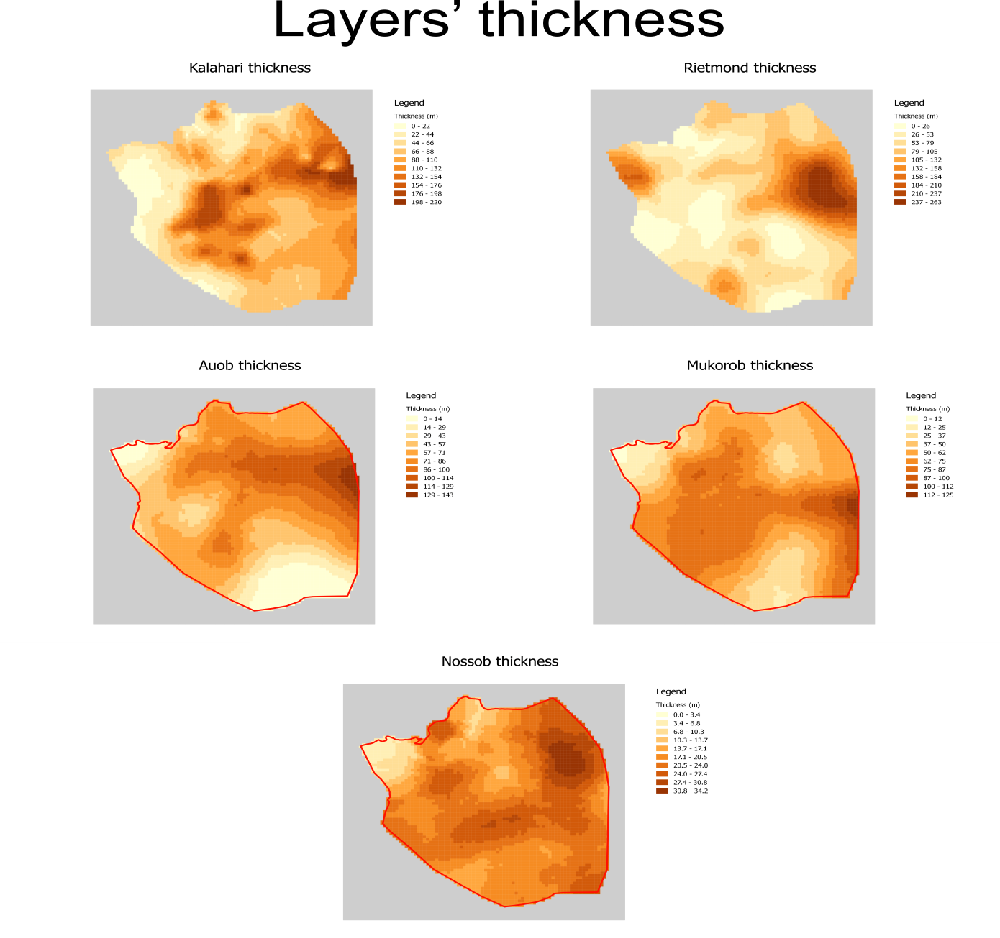 Layers’ thickness
Kalahari thickness
Legend
Thickness (m)
0 - 22
22 - 44
44 - 66
66 - 88
88 - 110
110 - 132
132 - 154
154 - 176
176 - 198
198 - 220
Rietmond thickness
Legend
Thickness (m)
0 - 26
26 - 53
53 - 79
79 - 105
105 - 132
132 - 158
158 - 184
184 - 210
210 - 237
237 - 263
Auob thickness
Legend
Thickness (m)
0 - 14
14 - 29
29 - 43
43 - 57
57 - 71
71 - 86
86 - 100
100 - 114
114 - 129
129 - 143
Mukorob thickness
Legend
Thickness (m)
0 - 12
12 - 25
25 - 37
37 - 50
50 - 62
62 - 75
75 - 87
87 - 100
100 - 112
112 - 125
Nossob thickness
Legend
Thickness (m)
0.0 - 3.4
3.4 - 6.8
6.8 - 10.3
10.3 - 13.7
13.7 - 17.1
17.1 - 20.5
20.5 - 24.0
24.0 - 27.4
27.4 - 30.8
30.8 - 34.2